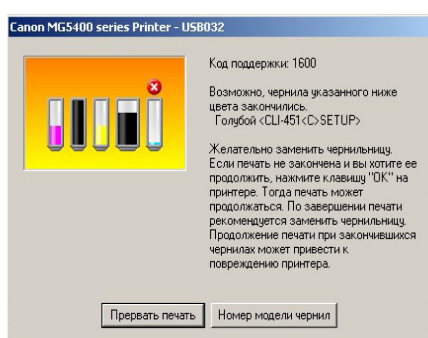 Canon MG5400 series Printer - USB032
Код поддержки: 1600
Возможно, чернила указанного ниже
цвета закончились.
Голубой <CLI-451<C>SETUP>
Желательно заменить чернильницу.
Если печать не закончена и вы хотите ее
продолжить, нажмите клавишу "OK" на
принтере. Тогда печать может
продолжаться. По завершении печати
рекомендуется заменить чернильницу.
Продолжение печати при закончившихся
чернилах может привести к
повреждению принтера.
Прервать печать
Номер модели чернил